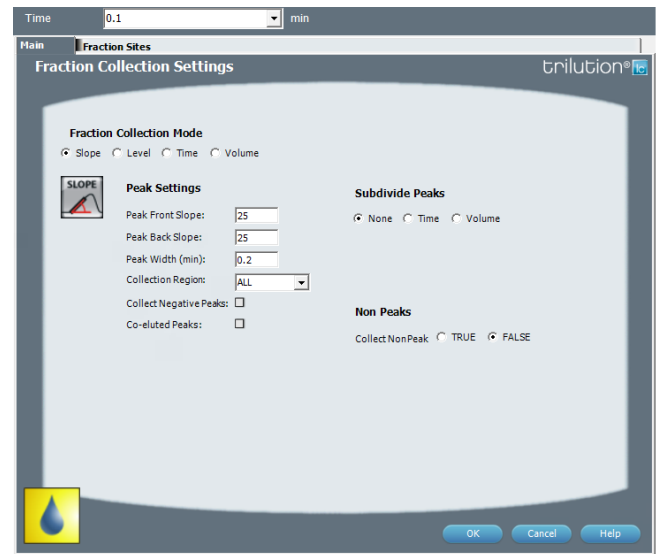 Time 0.1 min
Main Fraction Sites
Fraction Collection Settings trilution® lc
Fraction Collection Mode
Slope Level Time Volume
SLOPE Peak Settings
Subdivide Peaks
Peak Front Slope: 25
None Time Volume
Peak Back Slope: 25
Peak Width (min): 0.2
Collection Region: ALL
Collect Negative Peaks:
Non Peaks
Co-eluted Peaks:
Collect NonPeak TRUE FALSE
OK Cancel Help